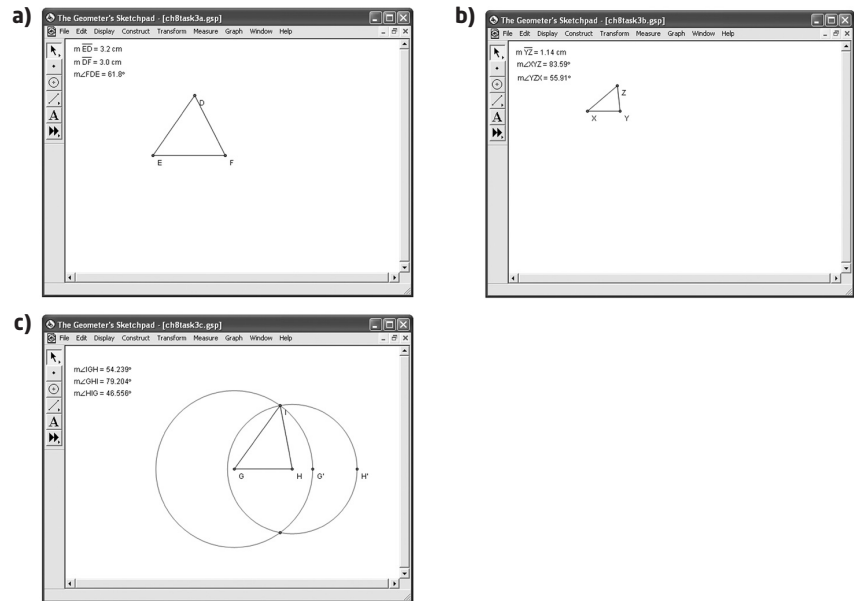 a)
The Geometer's Sketchpad - [ch8task3a.gsp]
File Edit Display Construct Transform Measure Graph Window Help
m ED = 3.2 cm
m DF = 3.0 cm
m∠FDE = 61.8°
A
D
E F
b)
The Geometer's Sketchpad - [ch8task3b.gsp]
File Edit Display Construct Transform Measure Graph Window Help
m YZ = 1.14 cm
m∠XYZ = 83.59°
m∠YZX = 55.91°
A
Z
X Y
c)
The Geometer's Sketchpad - [ch8task3c.gsp]
File Edit Display Construct Transform Measure Graph Window Help
m∠IGH = 54.239°
m∠GHI = 79.204°
m∠HIG = 46.556°
A
I
G H G' H'